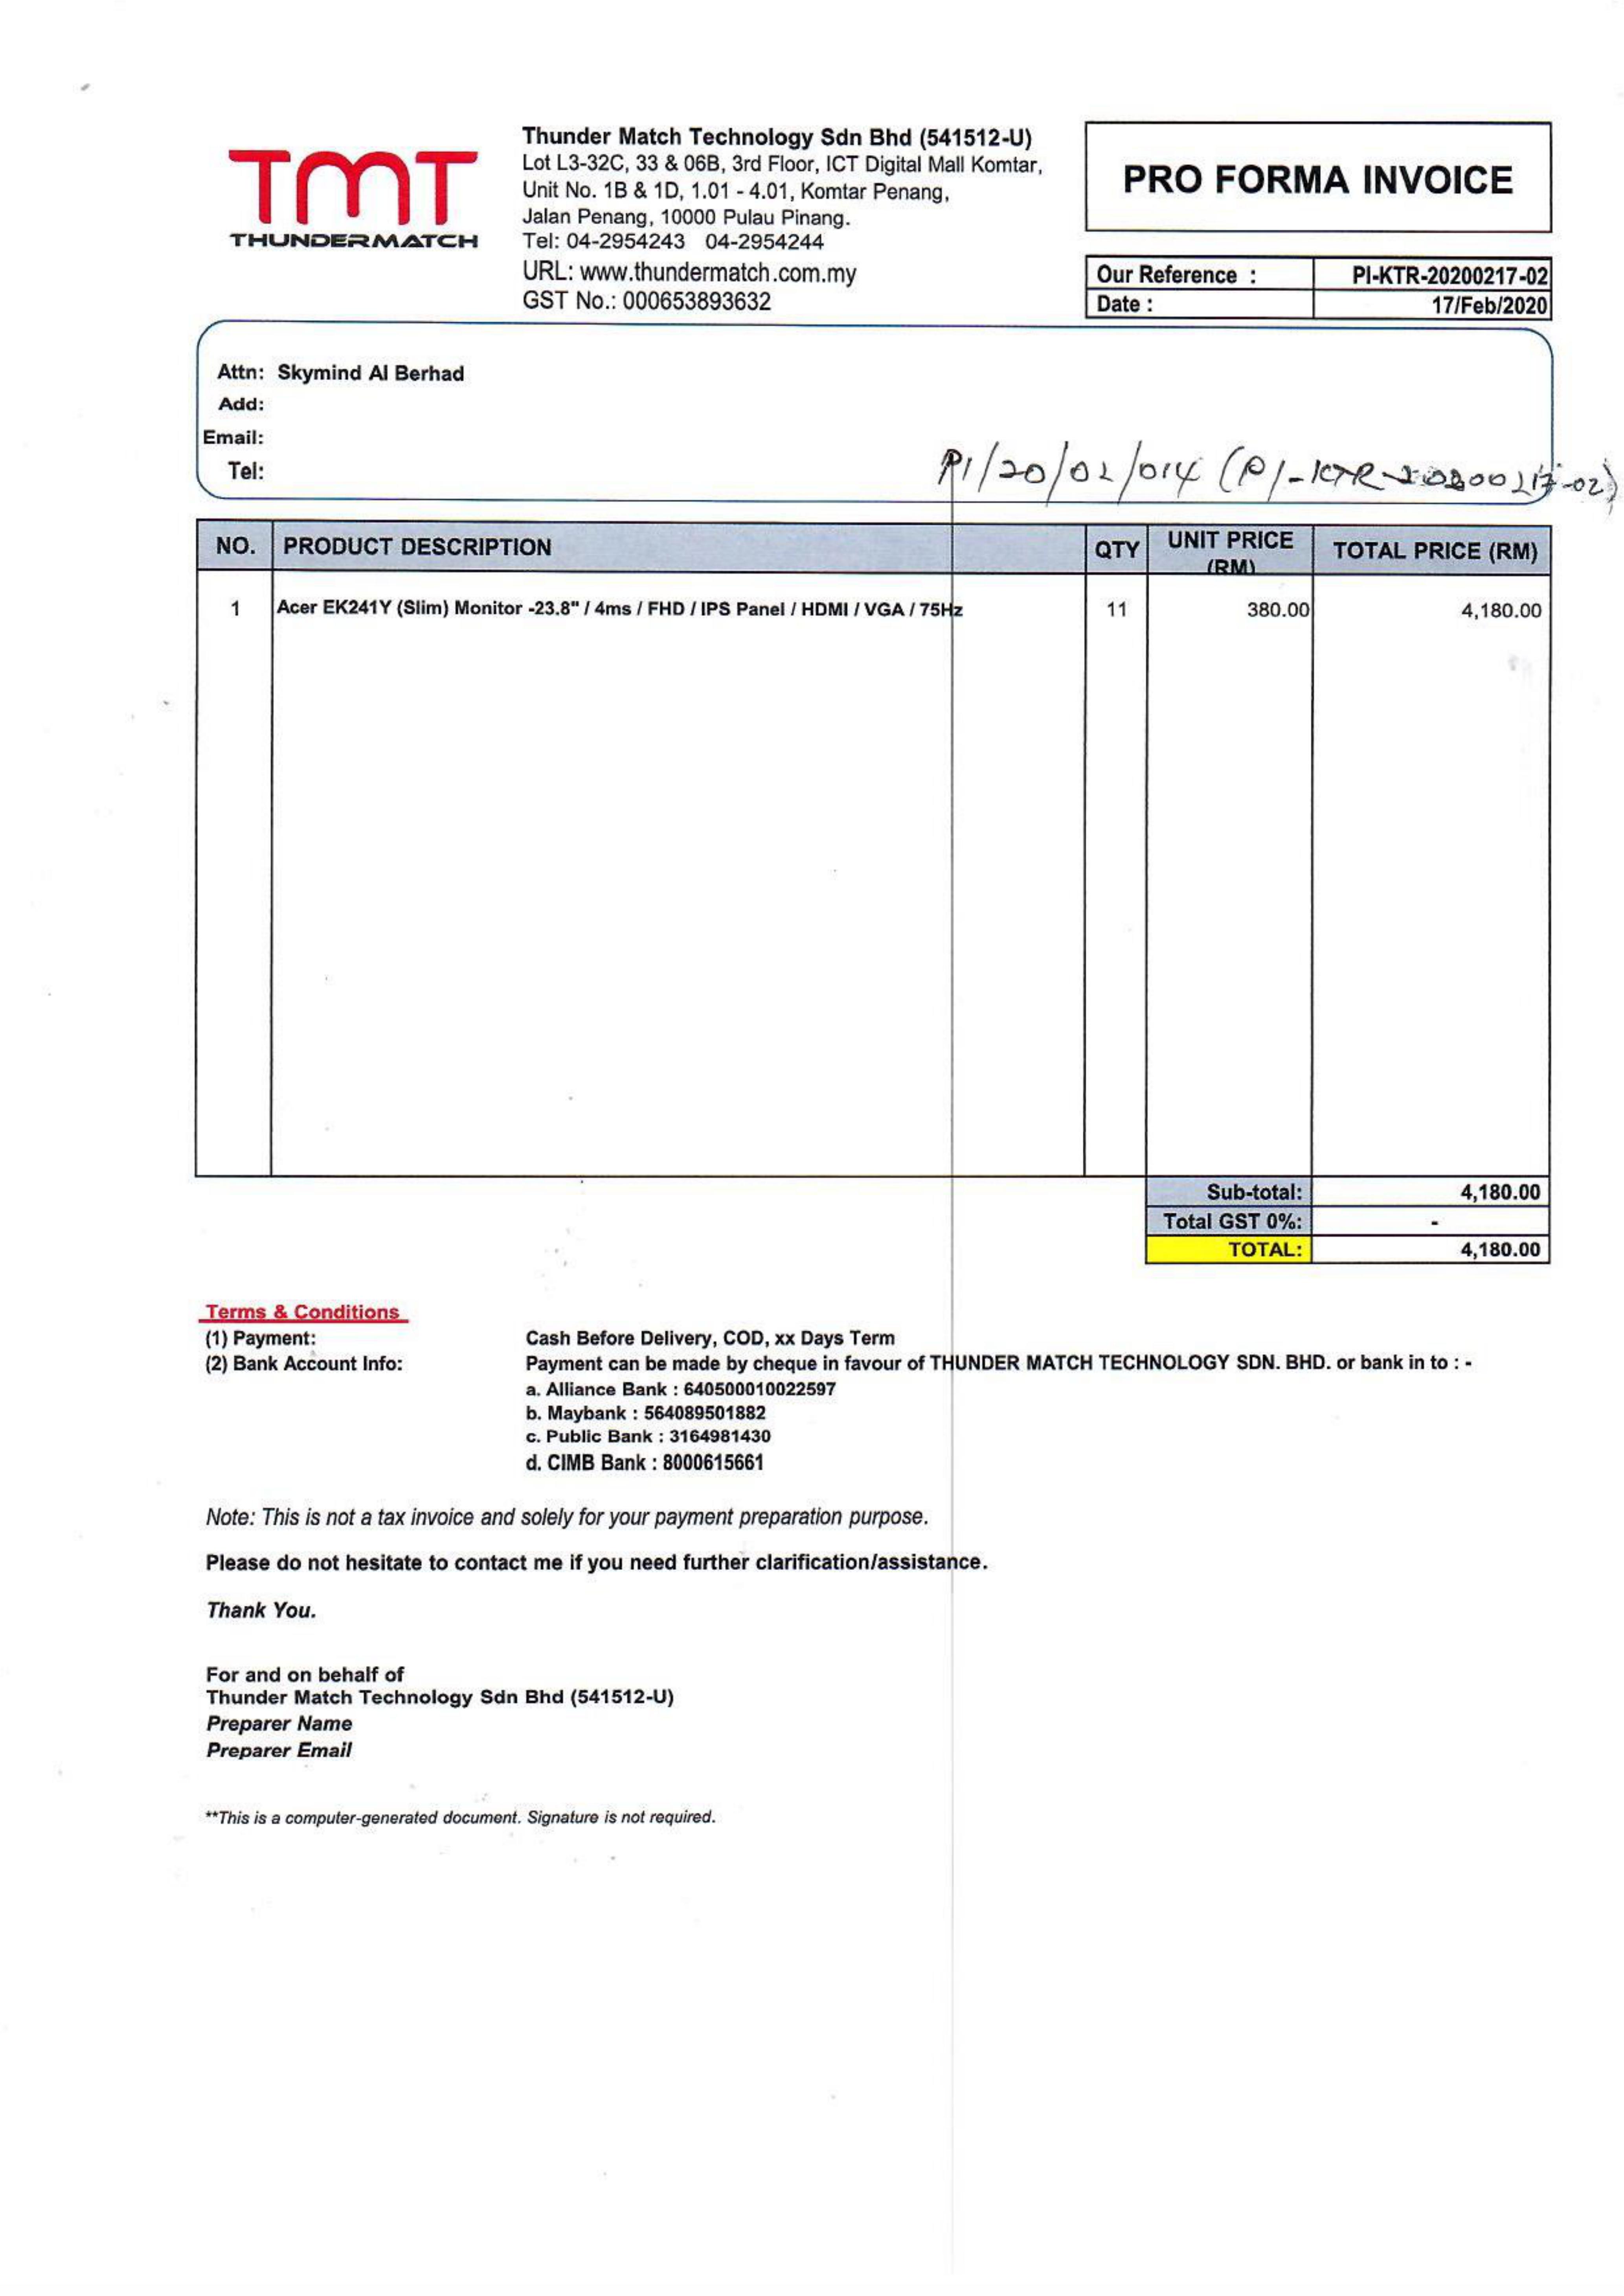 TMT
THUNDERMATCH
Thunder Match Technology Sdn Bhd (541512-U)
Lot L3-32C, 33 & 06B, 3rd Floor, ICT Digital Mall Komtar,
Unit No. 1B & 1D, 1.01 - 4.01, Komtar Penang,
Jalan Penang, 10000 Pulau Pinang.
Tel: 04-2954243 04-2954244
URL: www.thundermatch.com.my
GST No.: 000653893632
PRO FORMA INVOICE
Our Reference : PI-KTR-20200217-02
Date : 17/Feb/2020
Attn: Skymind AI Berhad
Add:
Email:
Tel:
PI/20/02/014 (PI-KTR-20200217-02)
NO. PRODUCT DESCRIPTION QTY UNIT PRICE (RM) TOTAL PRICE (RM)
1 Acer EK241Y (Slim) Monitor -23.8" / 4ms / FHD / IPS Panel / HDMI / VGA / 75Hz 11 380.00 4,180.00
Sub-total: 4,180.00
Total GST 0%: -
TOTAL: 4,180.00
Terms & Conditions
(1) Payment: Cash Before Delivery, COD, xx Days Term
(2) Bank Account Info: Payment can be made by cheque in favour of THUNDER MATCH TECHNOLOGY SDN. BHD. or bank in to : -
a. Alliance Bank : 640500010022597
b. Maybank : 564089501882
c. Public Bank : 3164981430
d. CIMB Bank : 8000615661
Note: This is not a tax invoice and solely for your payment preparation purpose.
Please do not hesitate to contact me if you need further clarification/assistance.
Thank You.
For and on behalf of
Thunder Match Technology Sdn Bhd (541512-U)
Preparer Name
Preparer Email
**This is a computer-generated document. Signature is not required.